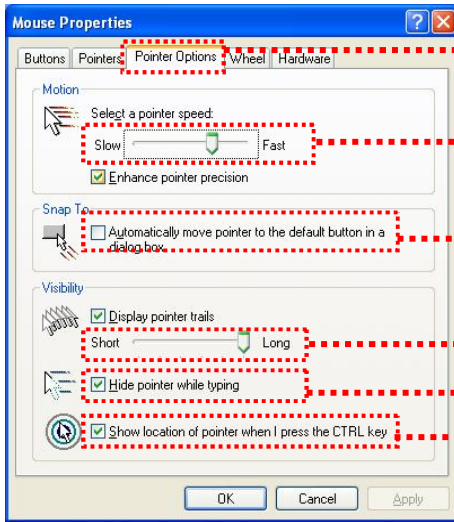 Mouse Properties
Buttons Pointers Pointer Options Wheel Hardware
Motion
Select a pointer speed:
Slow Fast
Enhance pointer precision
Snap To
Automatically move pointer to the default button in a
dialog box
Visibility
Display pointer trails
Short Long
Hide pointer while typing
Show location of pointer when I press the CTRL key
OK Cancel Apply